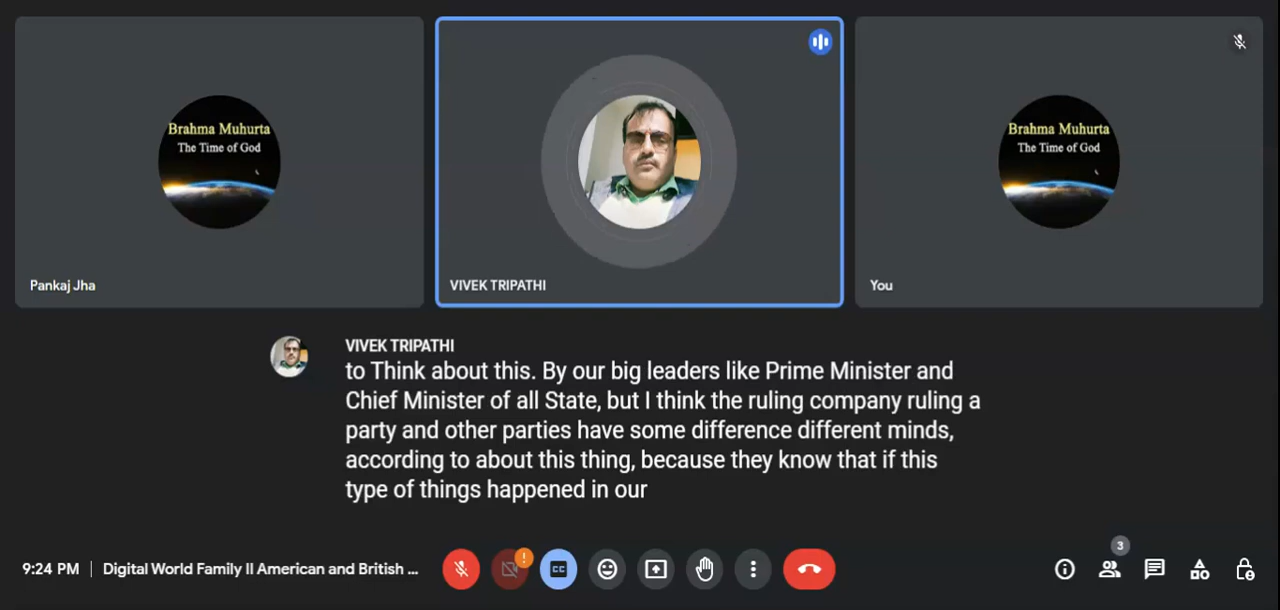 Brahma Muhurta
The Time of God
Pankaj Jha
VIVEK TRIPATHI
Brahma Muhurta
The Time of God
You
VIVEK TRIPATHI
to Think about this. By our big leaders like Prime Minister and
Chief Minister of all State, but I think the ruling company ruling a
party and other parties have some difference different minds,
according to about this thing, because they know that if this
type of things happened in our
9:24 PM | Digital World Family II American and British ...
!
CC
3